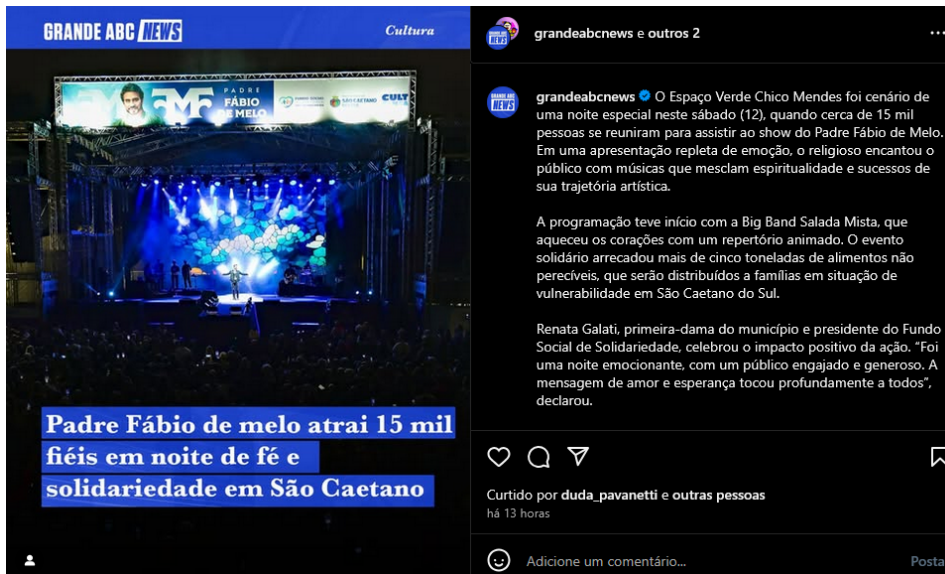 GRANDE ABC NEWS
Cultura
PADRE
FÁBIO
DE MELO
SÃO CAETANO
CULT
Padre Fábio de melo atrai 15 mil
fiéis em noite de fé e
solidariedade em São Caetano
grandeabcnews e outros 2
grandeabcnews O Espaço Verde Chico Mendes foi cenário de
uma noite especial neste sábado (12), quando cerca de 15 mil
pessoas se reuniram para assistir ao show do Padre Fábio de Melo.
Em uma apresentação repleta de emoção, o religioso encantou o
público com músicas que mesclam espiritualidade e sucessos de
sua trajetória artística.
A programação teve início com a Big Band Salada Mista, que
aqueceu os corações com um repertório animado. O evento
solidário arrecadou mais de cinco toneladas de alimentos não
perecíveis, que serão distribuídos a famílias em situação de
vulnerabilidade em São Caetano do Sul.
Renata Galati, primeira-dama do município e presidente do Fundo
Social de Solidariedade, celebrou o impacto positivo da ação. “Foi
uma noite emocionante, com um público engajado e generoso. A
mensagem de amor e esperança tocou profundamente a todos”,
declarou.
Curtido por duda_pavanetti e outras pessoas
há 13 horas
Adicione um comentário...
Posta